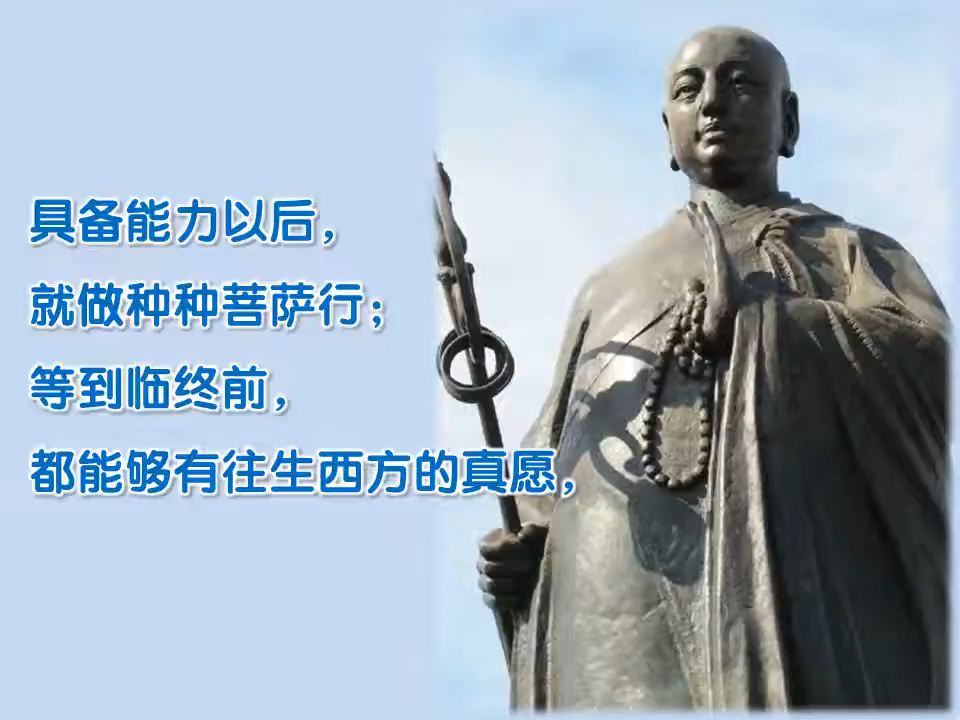 具备能力以后，
就做种种菩萨行；
等到临终前，
都能够有往生西方的真愿，